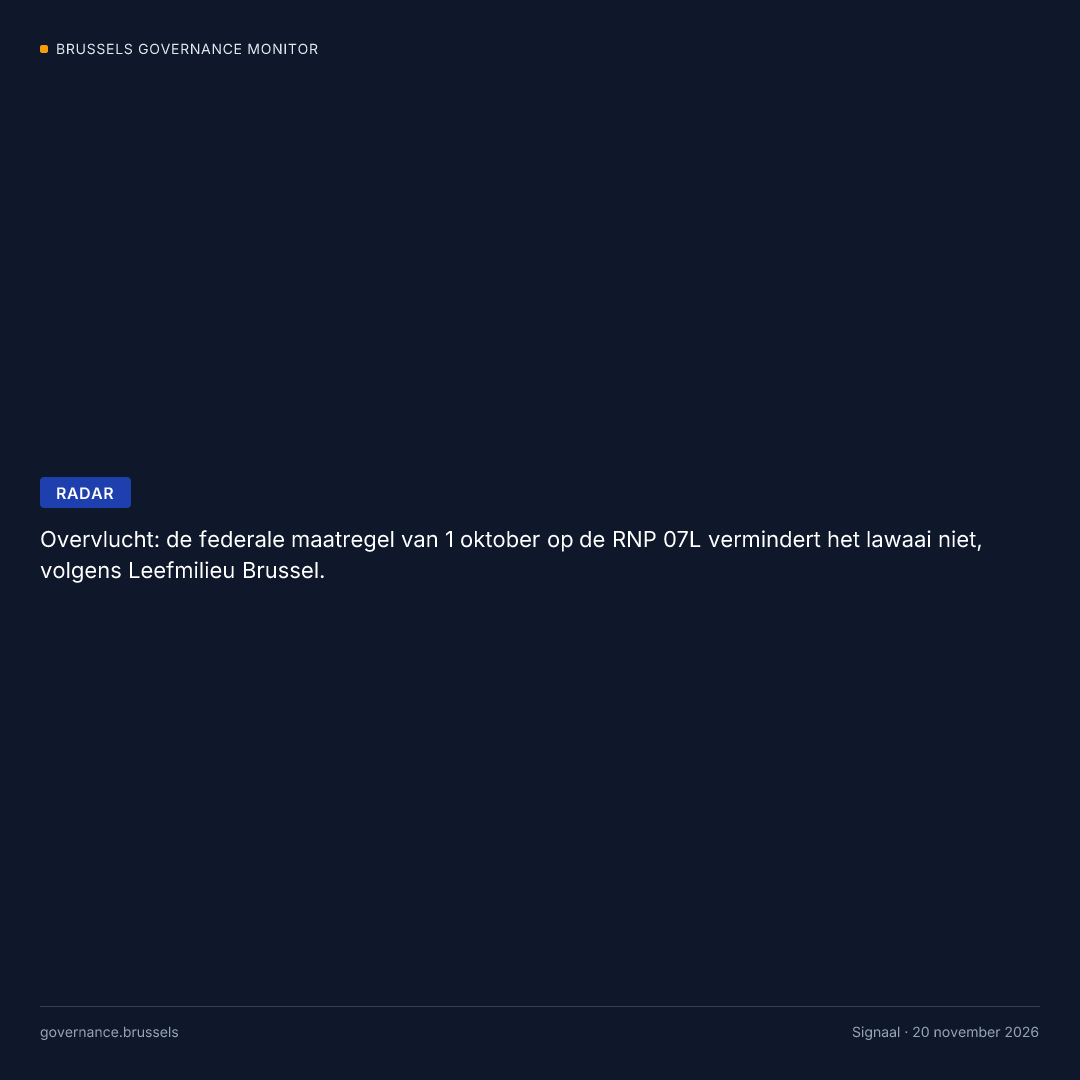 BRUSSELS GOVERNANCE MONITOR
RADAR
Overvlucht: de federale maatregel van 1 oktober op de RNP 07L vermindert het lawaai niet,
volgens Leefmilieu Brussel.
governance.brussels
Signaal · 20 november 2026